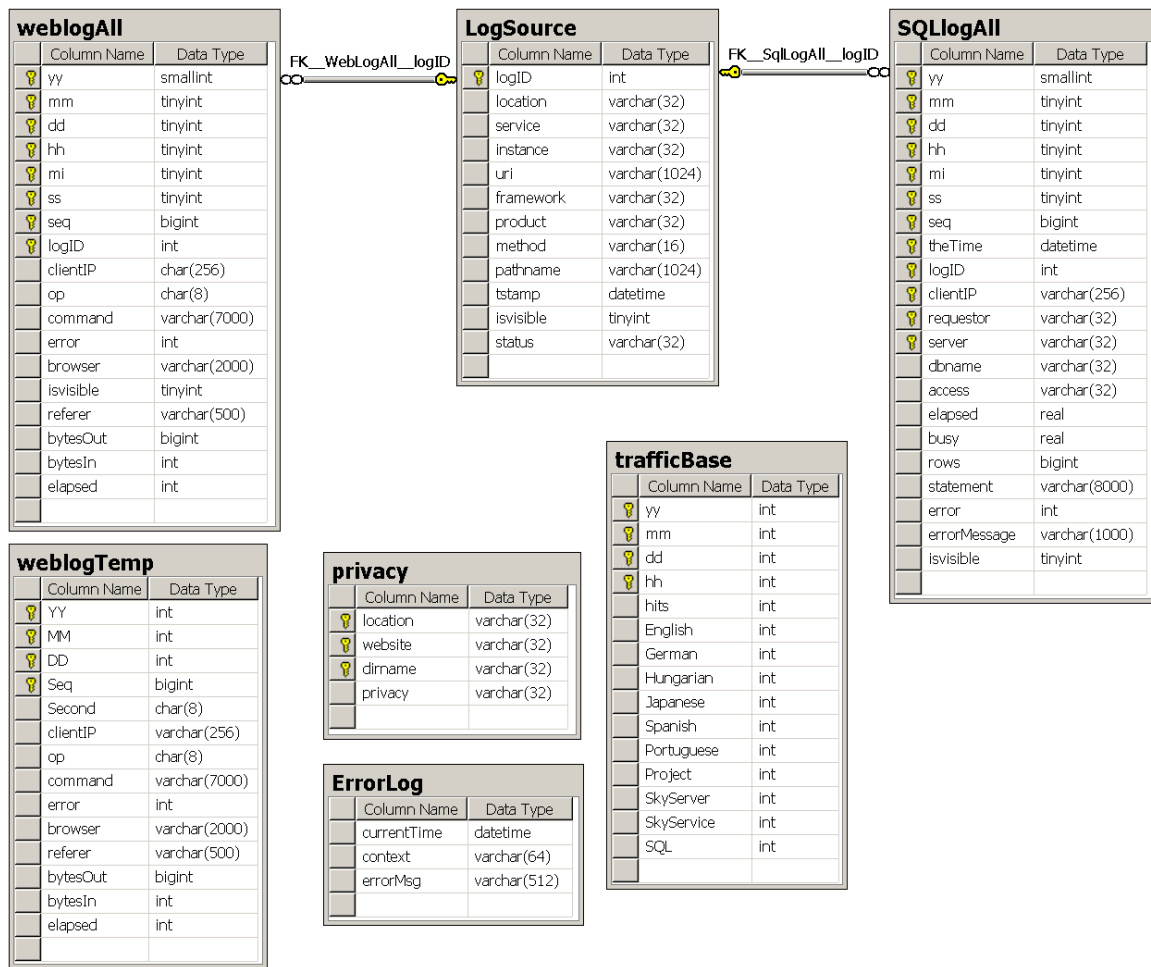 weblogAll
Column Name Data Type
yy smallint
mm tinyint
dd tinyint
hh tinyint
mi tinyint
ss tinyint
seq bigint
logID int
clientIP char(256)
op char(8)
command varchar(7000)
error int
browser varchar(2000)
isvisible tinyint
referer varchar(500)
bytesOut bigint
bytesIn int
elapsed int
FK__WebLogAll__logID
LogSource
Column Name Data Type
logID int
location varchar(32)
service varchar(32)
instance varchar(32)
uri varchar(1024)
framework varchar(32)
product varchar(32)
method varchar(16)
pathname varchar(1024)
tstamp datetime
isvisible tinyint
status varchar(32)
FK__SqlLogAll__logID
SQLlogAll
Column Name Data Type
yy smallint
mm tinyint
dd tinyint
hh tinyint
mi tinyint
ss tinyint
seq bigint
theTime datetime
logID int
clientIP varchar(256)
requestor varchar(32)
server varchar(32)
dbname varchar(32)
access varchar(32)
elapsed real
busy real
rows bigint
statement varchar(8000)
error int
errorMessage varchar(1000)
isvisible tinyint
weblogTemp
Column Name Data Type
YY int
MM int
DD int
Seq bigint
Second char(8)
clientIP varchar(256)
op char(8)
command varchar(7000)
error int
browser varchar(2000)
referer varchar(500)
bytesOut bigint
bytesIn int
elapsed int
privacy
Column Name Data Type
location varchar(32)
website varchar(32)
dirname varchar(32)
privacy varchar(32)
ErrorLog
Column Name Data Type
currentTime datetime
context varchar(64)
errorMsg varchar(512)
trafficBase
Column Name Data Type
yy int
mm int
dd int
hh int
hits int
English int
German int
Hungarian int
Japanese int
Spanish int
Portuguese int
Project int
SkyServer int
SkyService int
SQL int